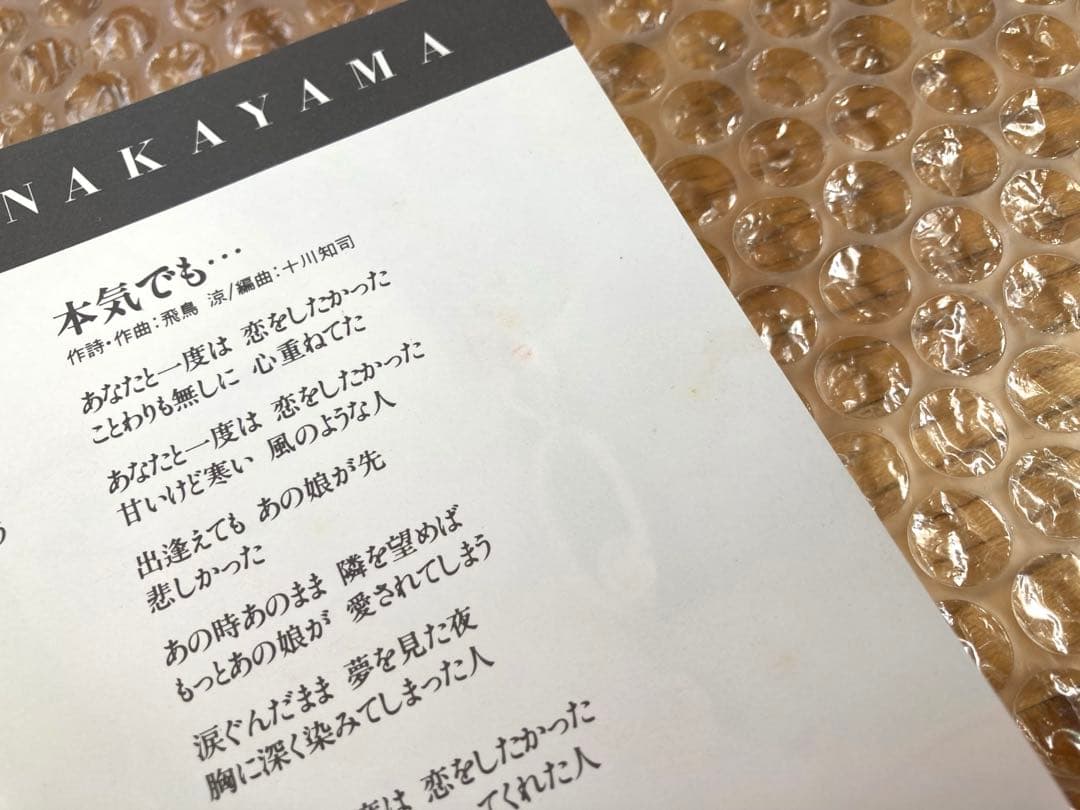 NAKAYAMA
本気でも…
作詩・作曲:飛鳥 涼/編曲:十川知司
あなたと一度は 恋をしたかった
ことわりも無しに 心重ねてた
あなたと一度は 恋をしたかった
甘いけど寒い 風のような人
出逢えても あの娘が先
悲しかった
あの時あのまま 隣を望めば
もっとあの娘が 愛されてしまう
涙ぐんだまま 夢を見た夜
胸に深く染みてしまった人
度は 恋をしたかった
てくれた人
う